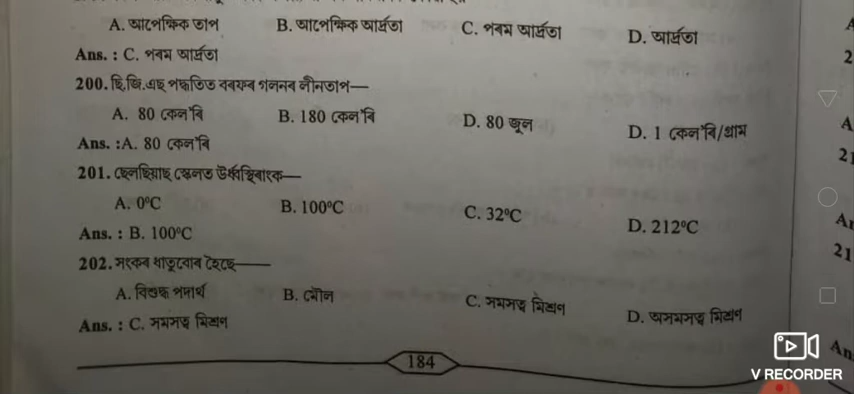 A. আপেক্ষিক তাপ B. আপেক্ষিক আৰ্দ্ৰতা C. পৰম আৰ্দ্ৰতা D. আৰ্দ্ৰতা
Ans. : C. পৰম আৰ্দ্ৰতা
200. ছি.জি.এছ পদ্ধতিত বৰফৰ গলনৰ লীনতাপ—
A. 80 কেল'ৰি B. 180 কেল'ৰি D. 80 জুল D. 1 কেল'ৰি/গ্ৰাম
Ans. :A. 80 কেল'ৰি
201. ছেলছিয়াছ স্কেলত ঊৰ্ধ্বস্থিৰাংক—
A. 0°C B. 100°C C. 32°C D. 212°C
Ans. : B. 100°C
202. সংকৰ ধাতুবোৰ হৈছে—
A. বিশুদ্ধ পদাৰ্থ B. মৌল C. সমসত্ব মিশ্ৰণ D. অসমসত্ব মিশ্ৰণ
Ans. : C. সমসত্ব মিশ্ৰণ
184
V RECORDER